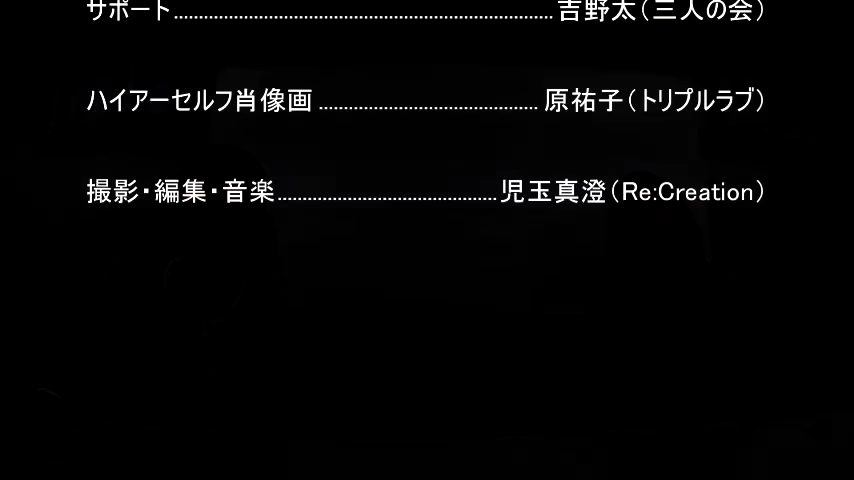 サポート..................................................吉野太(三人の会)
ハイアーセルフ肖像画..............................原祐子(トリプルラブ)
撮影・編集・音楽..............................児玉真澄(Re:Creation)